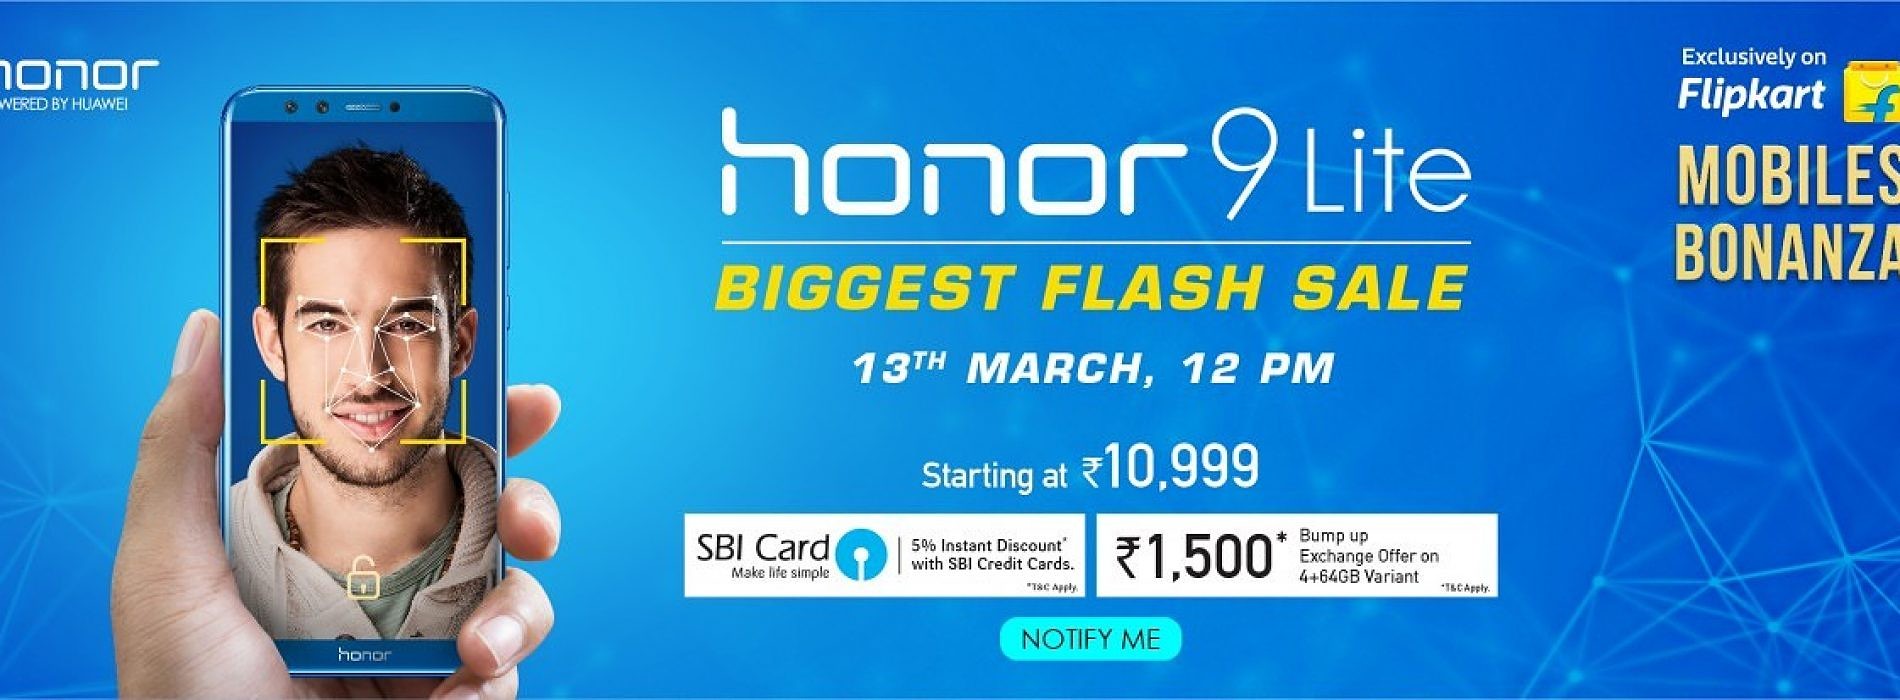 honor
WERED BY HUAWEI
honor
honor 9 Lite
BIGGEST FLASH SALE
13TH MARCH, 12 PM
Starting at ₹10,999
SBI Card
Make life simple
5% Instant Discount*
with SBI Credit Cards.
*T&C Apply.
₹1,500*
Bump up
Exchange Offer on
4+64GB Variant
*T&C Apply.
NOTIFY ME
Exclusively on
Flipkart
MOBILES
BONANZA